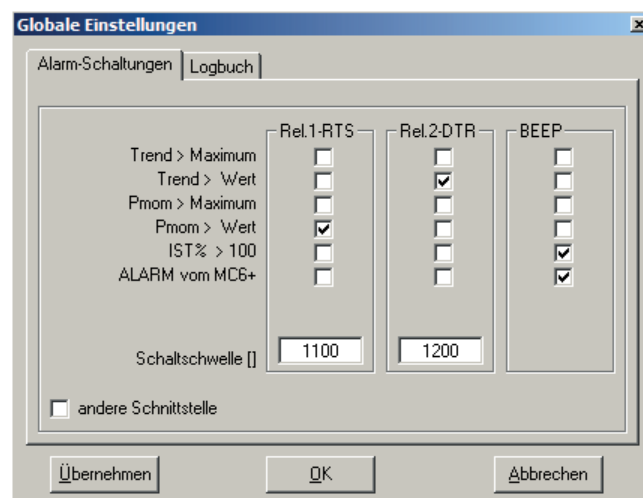 Globale Einstellungen
Alarm-Schaltungen Logbuch
Rel.1-RTS Rel.2-DTR BEEP
Trend > Maximum
Trend > Wert
Pmom > Maximum
Pmom > Wert
IST% > 100
ALARM vom MC6+
Schaltschwelle [] 1100 1200
andere Schnittstelle
Übernehmen OK Abbrechen